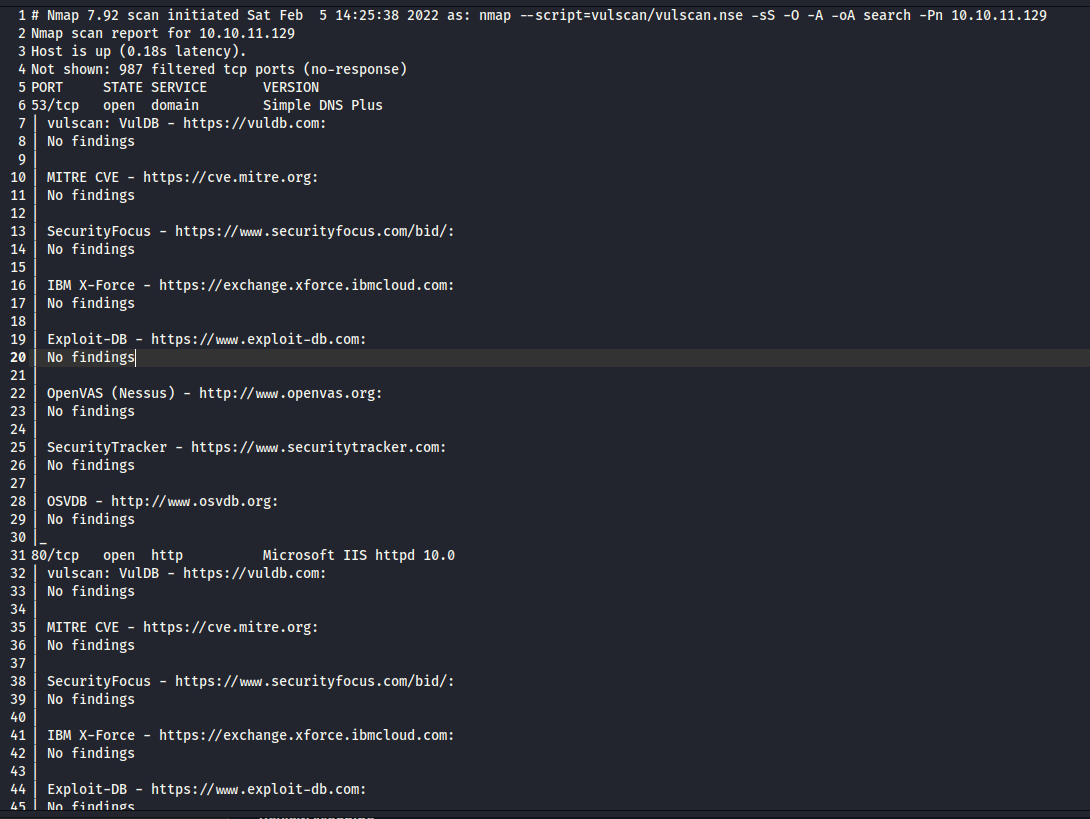 1 # Nmap 7.92 scan initiated Sat Feb  5 14:25:38 2022 as: nmap --script=vulscan/vulscan.nse -sS -O -A -oA search -Pn 10.10.11.129
2 Nmap scan report for 10.10.11.129
3 Host is up (0.18s latency).
4 Not shown: 987 filtered tcp ports (no-response)
5 PORT     STATE SERVICE       VERSION
6 53/tcp   open  domain        Simple DNS Plus
7 | vulscan: VulDB - https://vuldb.com:
8 | No findings
9 |
10 | MITRE CVE - https://cve.mitre.org:
11 | No findings
12 |
13 | SecurityFocus - https://www.securityfocus.com/bid/:
14 | No findings
15 |
16 | IBM X-Force - https://exchange.xforce.ibmcloud.com:
17 | No findings
18 |
19 | Exploit-DB - https://www.exploit-db.com:
20 | No findings
21 |
22 | OpenVAS (Nessus) - http://www.openvas.org:
23 | No findings
24 |
25 | SecurityTracker - https://www.securitytracker.com:
26 | No findings
27 |
28 | OSVDB - http://www.osvdb.org:
29 | No findings
30 |_
31 80/tcp   open  http          Microsoft IIS httpd 10.0
32 | vulscan: VulDB - https://vuldb.com:
33 | No findings
34 |
35 | MITRE CVE - https://cve.mitre.org:
36 | No findings
37 |
38 | SecurityFocus - https://www.securityfocus.com/bid/:
39 | No findings
40 |
41 | IBM X-Force - https://exchange.xforce.ibmcloud.com:
42 | No findings
43 |
44 | Exploit-DB - https://www.exploit-db.com:
45 | No findings